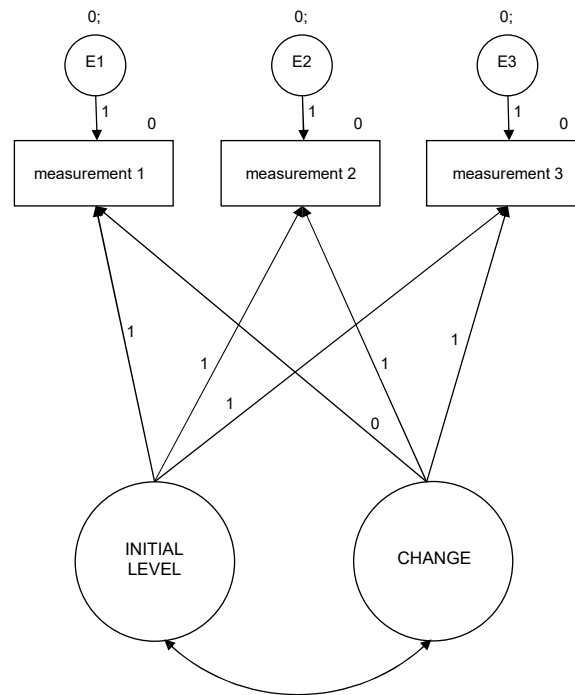 0;
0;
0;
E1
E2
E3
1
1
1
0
0
0
measurement 1
measurement 2
measurement 3
1
1
1
1
1
0
INITIAL
LEVEL
CHANGE